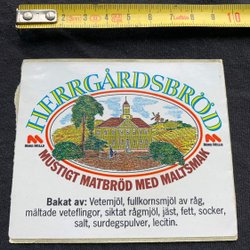 HERRGÅRDSBRÖD
MUSTIGT MATBRÖD MED MALTSMAK
Bakat av: Vetemjöl, fullkornsmjöl av råg,
mältade veteflingor, siktat rågmjöl, jäst, fett, socker,
salt, surdegspulver, lecitin.